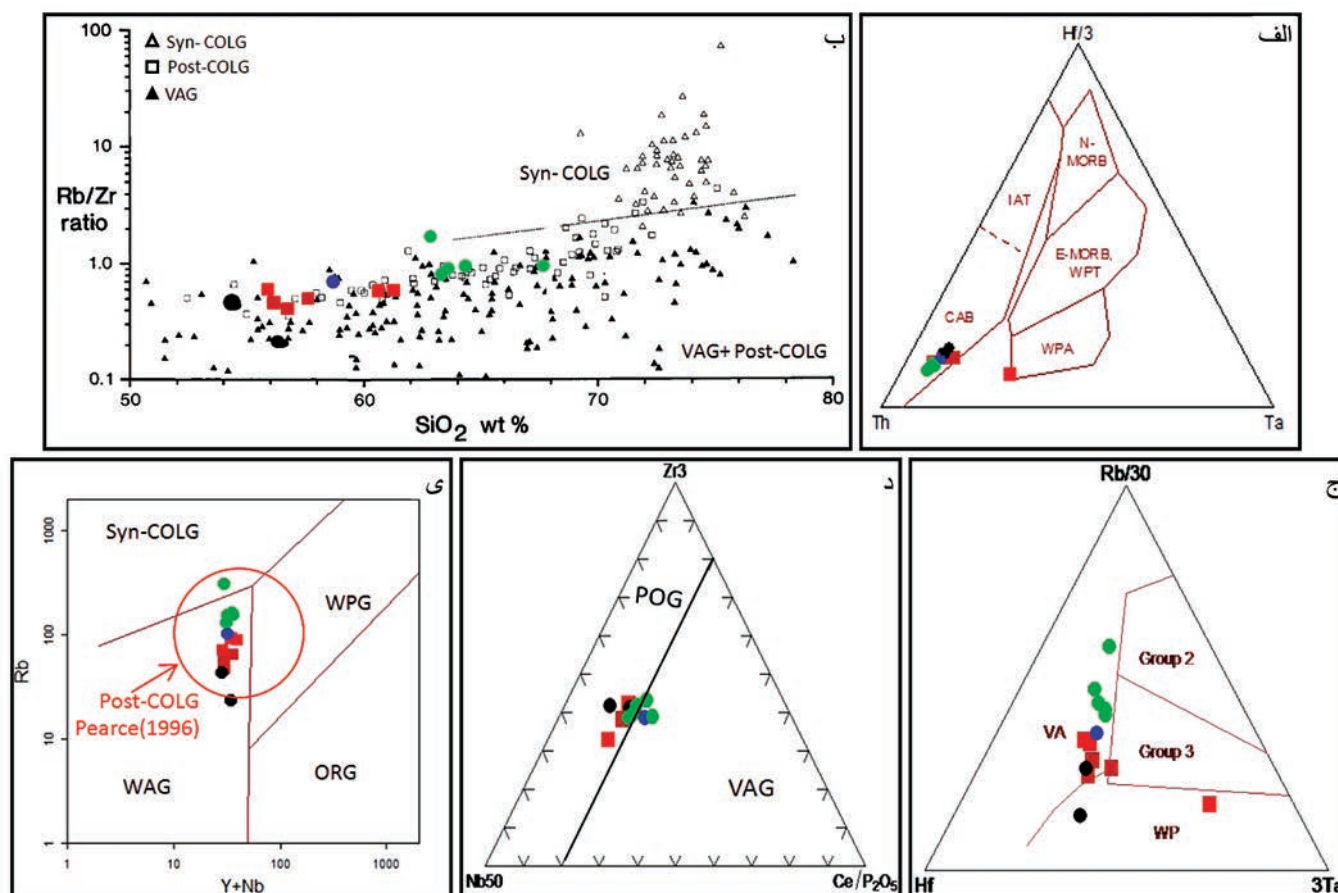 ب
100
10
1.0
0.1
Rb/Zr
ratio
Syn- COLG
Post-COLG
VAG
Syn- COLG
VAG+ Post-COLG
50
60
70
80
SiO₂ wt %
الف
Hf/3
N-
MORB
IAT
E-MORB,
WPT
CAB
WPA
Th
Ta
ی
1000
100
10
1
Rb
Syn-COLG
WPG
Post-COLG
Pearce(1996)
WAG
ORG
1
10
100
1000
Y+Nb
د
Zr3
POG
VAG
Nb50
Ce/P₂O₅
ج
Rb/30
Group 2
VA
Group 3
WP
Hf
3Ta